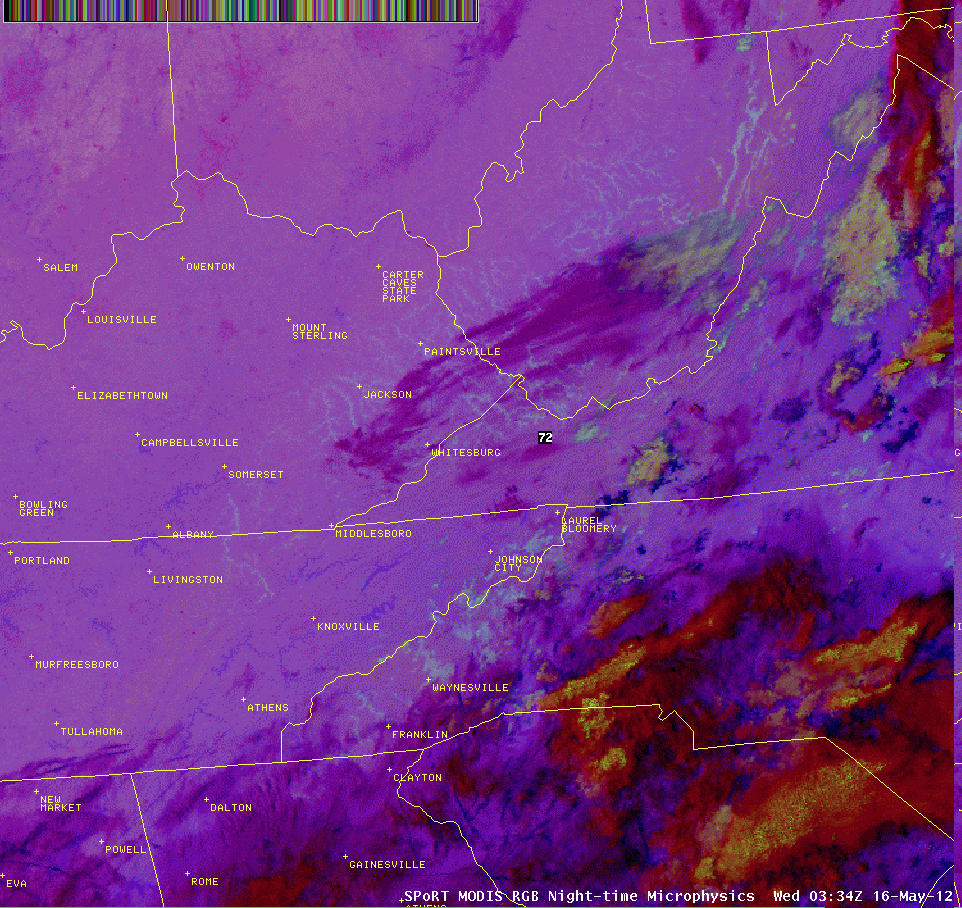 SALEM
OWENTON
CARTER
CAVES
STATE
PARK
LOUISVILLE
MOUNT
STERLING
PAINTSVILLE
ELIZABETHTOWN
JACKSON
CAMPBELLSVILLE
72
WHITESBURG
G
SOMERSET
BOWLING
GREEN
ALBANY
MIDDLESBORO
LAUREL
BLOOMERY
PORTLAND
JOHNSON
CITY
LIVINGSTON
KNOXVILLE
MURFREESBORO
WAYNESVILLE
ATHENS
TULLAHOMA
FRANKLIN
CLAYTON
NEW
MARKET
DALTON
POWELL
GAINESVILLE
ROME
EVA
SPoRT MODIS RGB Night-time Microphysics Wed 03:34Z 16-May-12
ATHENS